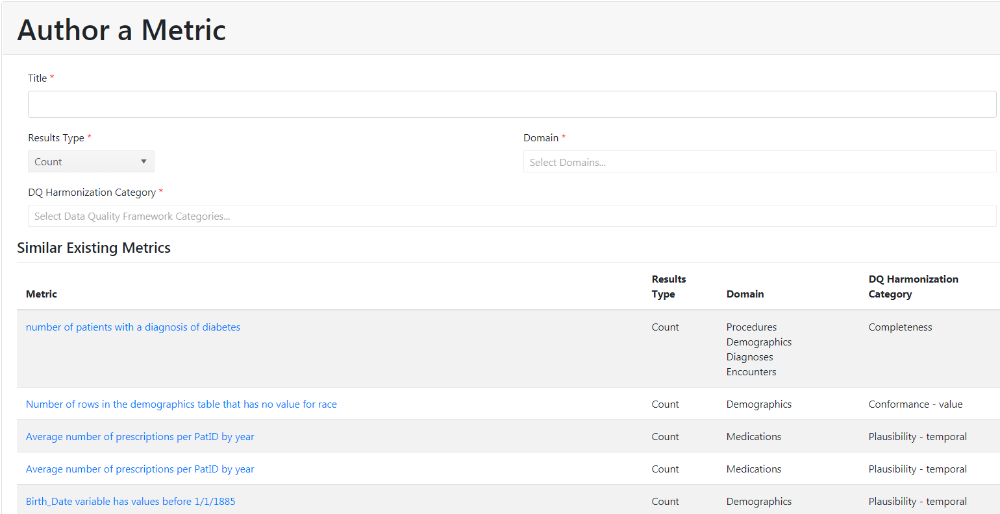 Author a Metric
Title *
Results Type *
Domain *
Count
Select Domains...
DQ Harmonization Category *
Select Data Quality Framework Categories...
Similar Existing Metrics
Metric
Results Type
Domain
DQ Harmonization Category
number of patients with a diagnosis of diabetes
Count
Procedures
Demographics
Diagnoses
Encounters
Completeness
Number of rows in the demographics table that has no value for race
Count
Demographics
Conformance - value
Average number of prescriptions per PatID by year
Count
Medications
Plausibility - temporal
Average number of prescriptions per PatID by year
Count
Medications
Plausibility - temporal
Birth_Date variable has values before 1/1/1885
Count
Demographics
Plausibility - temporal